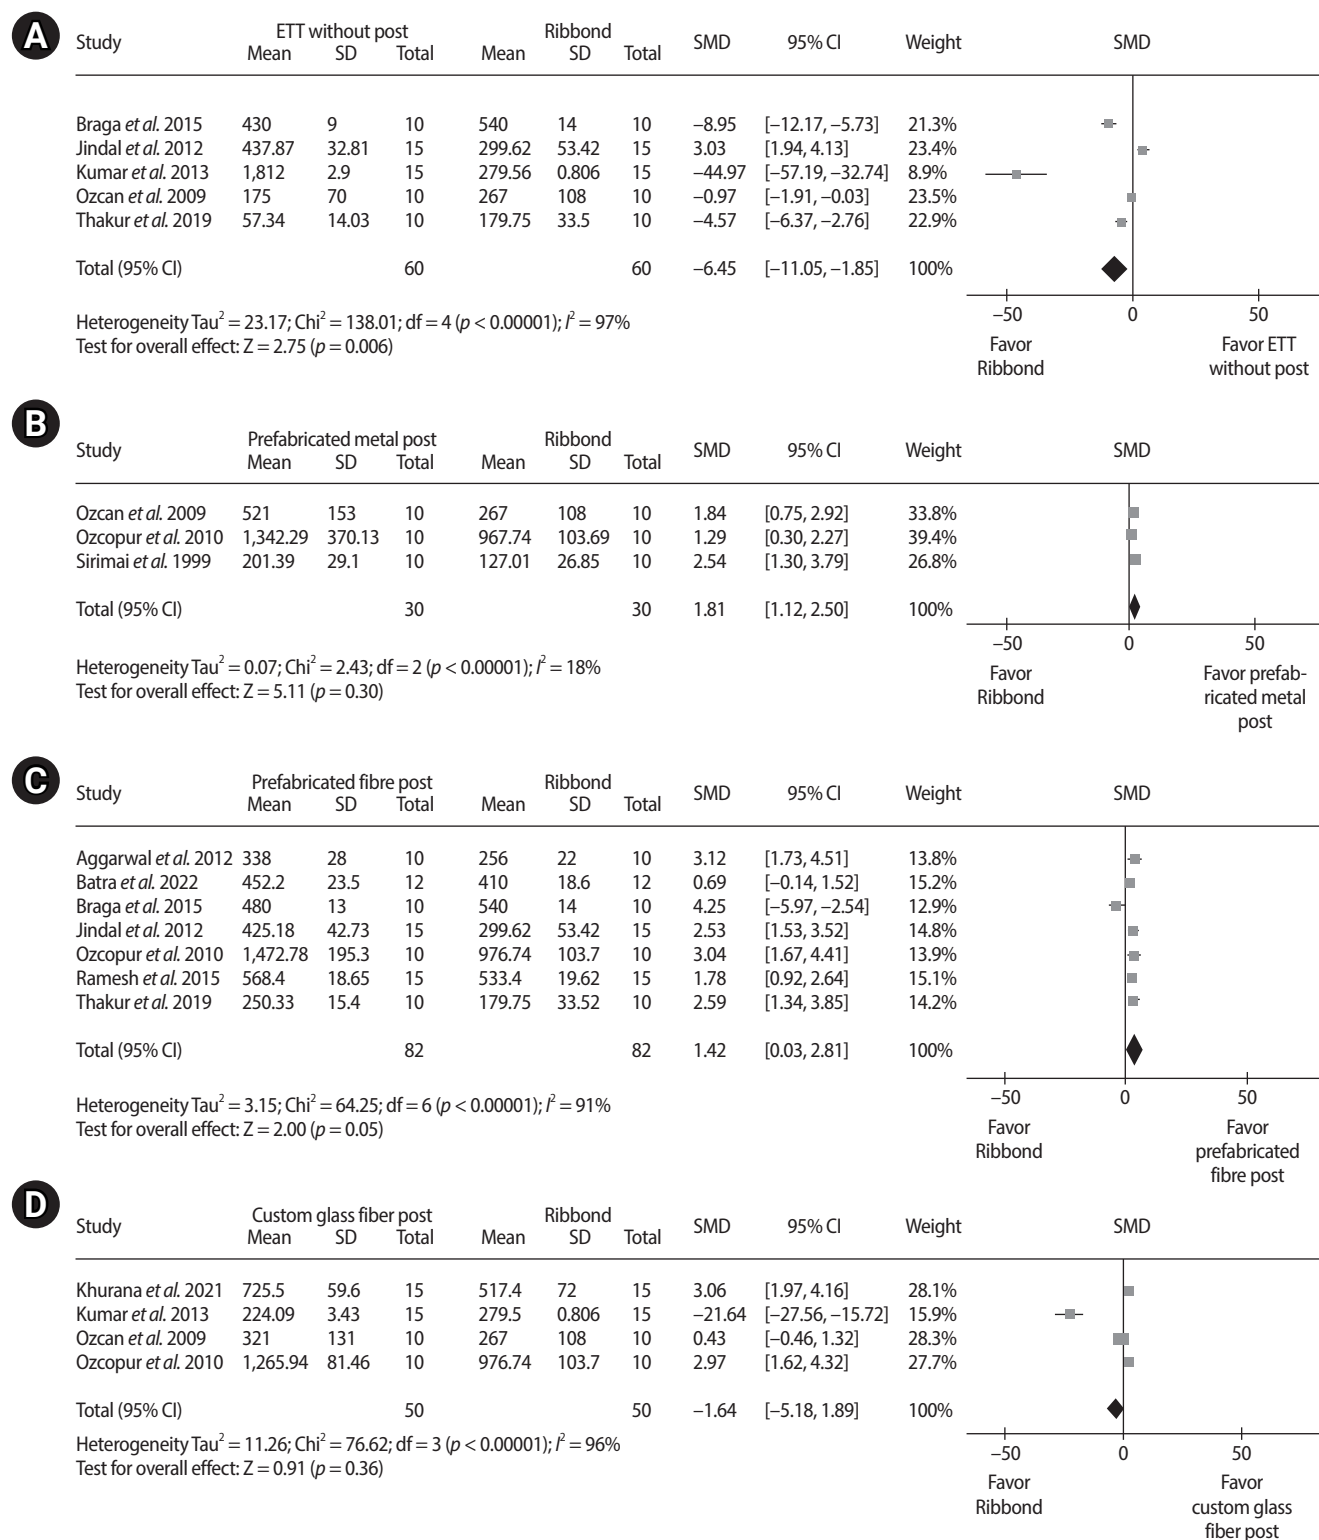 A
Study ETT without post Ribbond SMD 95% CI Weight SMD
Mean SD Total Mean SD Total
Braga et al. 2015 430 9 10 540 14 10 –8.95 [–12.17, –5.73] 21.3%
Jindal et al. 2012 437.87 32.81 15 299.62 53.42 15 3.03 [1.94, 4.13] 23.4%
Kumar et al. 2013 1,812 2.9 15 279.56 0.806 15 –44.97 [–57.19, –32.74] 8.9%
Ozcan et al. 2009 175 70 10 267 108 10 –0.97 [–1.91, –0.03] 23.5%
Thakur et al. 2019 57.34 14.03 10 179.75 33.5 10 –4.57 [–6.37, –2.76] 22.9%
Total (95% CI) 60 60 –6.45 [–11.05, –1.85] 100%
–50 0 50
Heterogeneity Tau² = 23.17; Chi² = 138.01; df = 4 (p < 0.00001); I² = 97%
Test for overall effect: Z = 2.75 (p = 0.006)
Favor Favor ETT
Ribbond without post
B
Study Prefabricated metal post Ribbond SMD 95% CI Weight SMD
Mean SD Total Mean SD Total
Ozcan et al. 2009 521 153 10 267 108 10 1.84 [0.75, 2.92] 33.8%
Ozcopur et al. 2010 1,342.29 370.13 10 967.74 103.69 10 1.29 [0.30, 2.27] 39.4%
Sirimai et al. 1999 201.39 29.1 10 127.01 26.85 10 2.54 [1.30, 3.79] 26.8%
Total (95% CI) 30 30 1.81 [1.12, 2.50] 100%
–50 0 50
Heterogeneity Tau² = 0.07; Chi² = 2.43; df = 2 (p < 0.00001); I² = 18%
Test for overall effect: Z = 5.11 (p = 0.30)
Favor Favor prefab-
Ribbond ricated metal
post
C
Study Prefabricated fibre post Ribbond SMD 95% CI Weight SMD
Mean SD Total Mean SD Total
Aggarwal et al. 2012 338 28 10 256 22 10 3.12 [1.73, 4.51] 13.8%
Batra et al. 2022 452.2 23.5 12 410 18.6 12 0.69 [–0.14, 1.52] 15.2%
Braga et al. 2015 480 13 10 540 14 10 4.25 [–5.97, –2.54] 12.9%
Jindal et al. 2012 425.18 42.73 15 299.62 53.42 15 2.53 [1.53, 3.52] 14.8%
Ozcopur et al. 2010 1,472.78 195.3 10 976.74 103.7 10 3.04 [1.67, 4.41] 13.9%
Ramesh et al. 2015 568.4 18.65 15 533.4 19.62 15 1.78 [0.92, 2.64] 15.1%
Thakur et al. 2019 250.33 15.4 10 179.75 33.52 10 2.59 [1.34, 3.85] 14.2%
Total (95% CI) 82 82 1.42 [0.03, 2.81] 100%
–50 0 50
Heterogeneity Tau² = 3.15; Chi² = 64.25; df = 6 (p < 0.00001); I² = 91%
Test for overall effect: Z = 2.00 (p = 0.05)
Favor Favor
Ribbond prefabricated
fibre post
D
Study Custom glass fiber post Ribbond SMD 95% CI Weight SMD
Mean SD Total Mean SD Total
Khurana et al. 2021 725.5 59.6 15 517.4 72 15 3.06 [1.97, 4.16] 28.1%
Kumar et al. 2013 224.09 3.43 15 279.5 0.806 15 –21.64 [–27.56, –15.72] 15.9%
Ozcan et al. 2009 321 131 10 267 108 10 0.43 [–0.46, 1.32] 28.3%
Ozcopur et al. 2010 1,265.94 81.46 10 976.74 103.7 10 2.97 [1.62, 4.32] 27.7%
Total (95% CI) 50 50 –1.64 [–5.18, 1.89] 100%
Heterogeneity Tau² = 11.26; Chi² = 76.62; df = 3 (p < 0.00001); I² = 96%
–50 0 50
Test for overall effect: Z = 0.91 (p = 0.36)
Favor Favor
Ribbond custom glass
fiber post